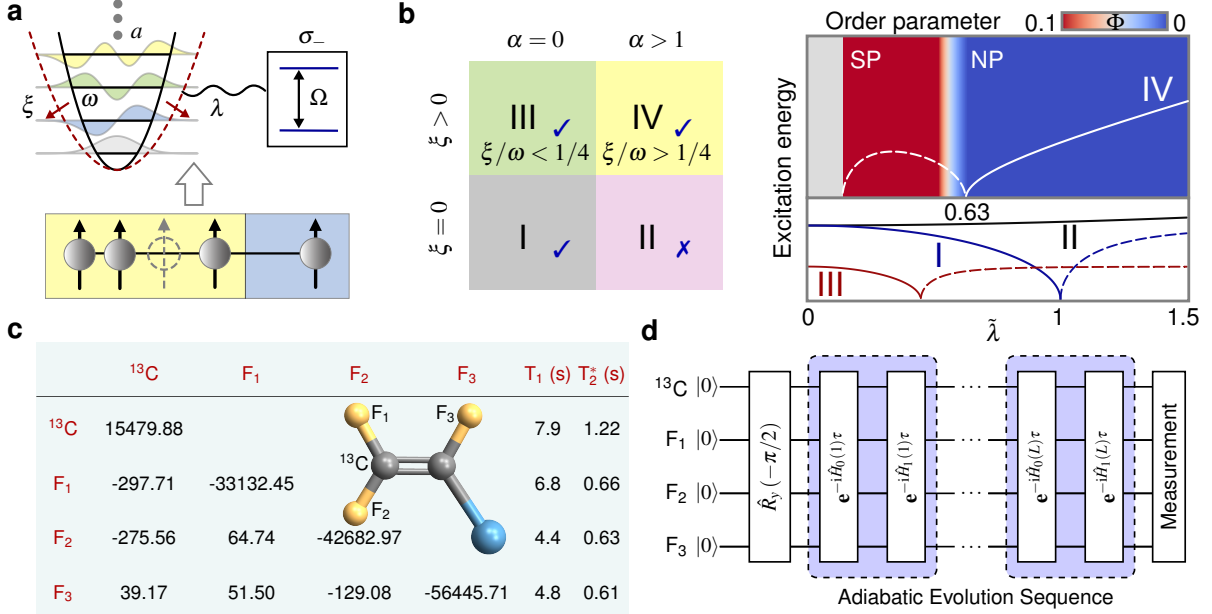 a
a
σ₋
ξ
ω
λ
Ω
b
α = 0
α > 1
ξ > 0
III ✓
ξ/ω < 1/4
IV ✓
ξ/ω > 1/4
ξ = 0
I ✓
II ✗
Order parameter 0.1 Φ 0
SP
NP
IV
Excitation energy
0.63
III
I
II
0
1
1.5
λ̃
c
¹³C F₁ F₂ F₃ T₁ (s) T₂* (s)
¹³C 15479.88 7.9 1.22
F₁ -297.71 -33132.45 6.8 0.66
F₂ -275.56 64.74 -42682.97 4.4 0.63
F₃ 39.17 51.50 -129.08 -56445.71 4.8 0.61
F₁
F₃
¹³C
F₂
d
¹³C |0⟩
F₁ |0⟩
F₂ |0⟩
F₃ |0⟩
R̂y(−π/2)
e^−iĤ₀(1)τ
e^−iĤ₁(1)τ
· · ·
· · ·
· · ·
· · ·
e^−iĤ₀(L)τ
e^−iĤ₁(L)τ
Measurement
Adiabatic Evolution Sequence